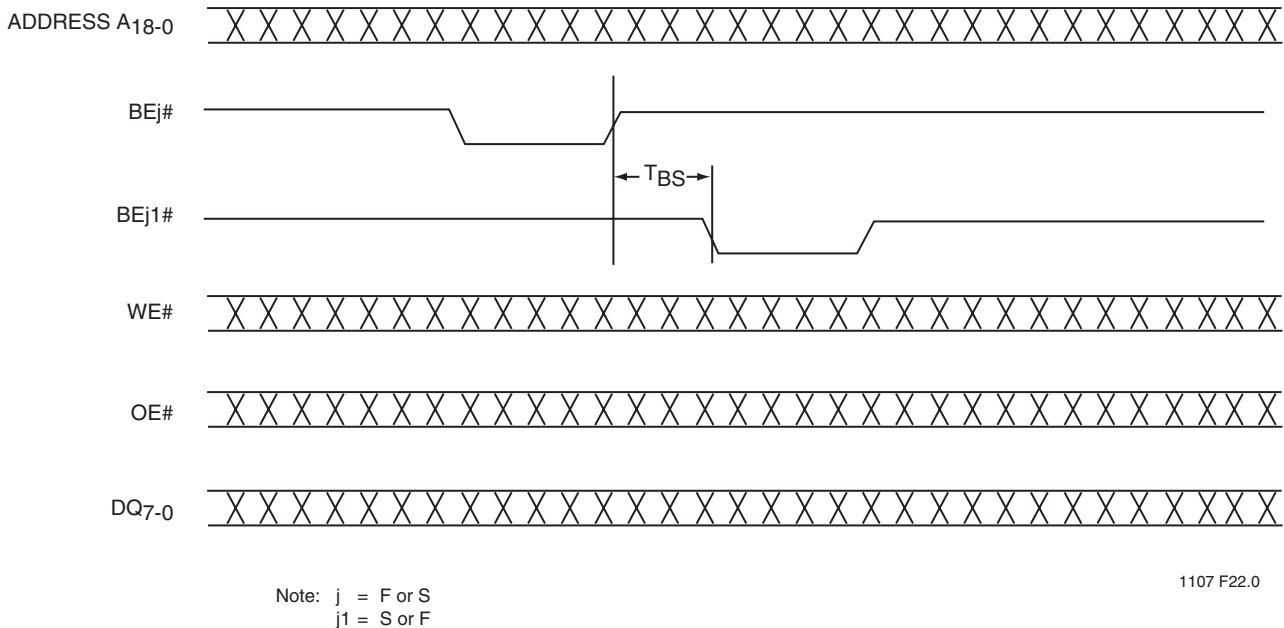 ADDRESS A18-0
BEj#
TBS
BEj1#
WE#
OE#
DQ7-0
1107 F22.0
Note: j = F or S
j1 = S or F